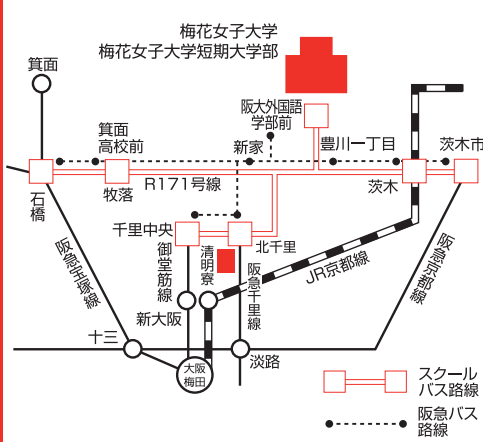 梅花女子大学
梅花女子大学短期大学部
箕面
阪大外国語
学部前
箕面
高校前
新家
豊川一丁目
茨木市
石橋
牧落
R171号線
茨木
千里中央
北千里
御堂筋線
清明寮
阪急千里線
阪急宝塚線
JR京都線
阪急京都線
新大阪
十三
大阪
梅田
淡路
スクール
バス路線
阪急バス
路線